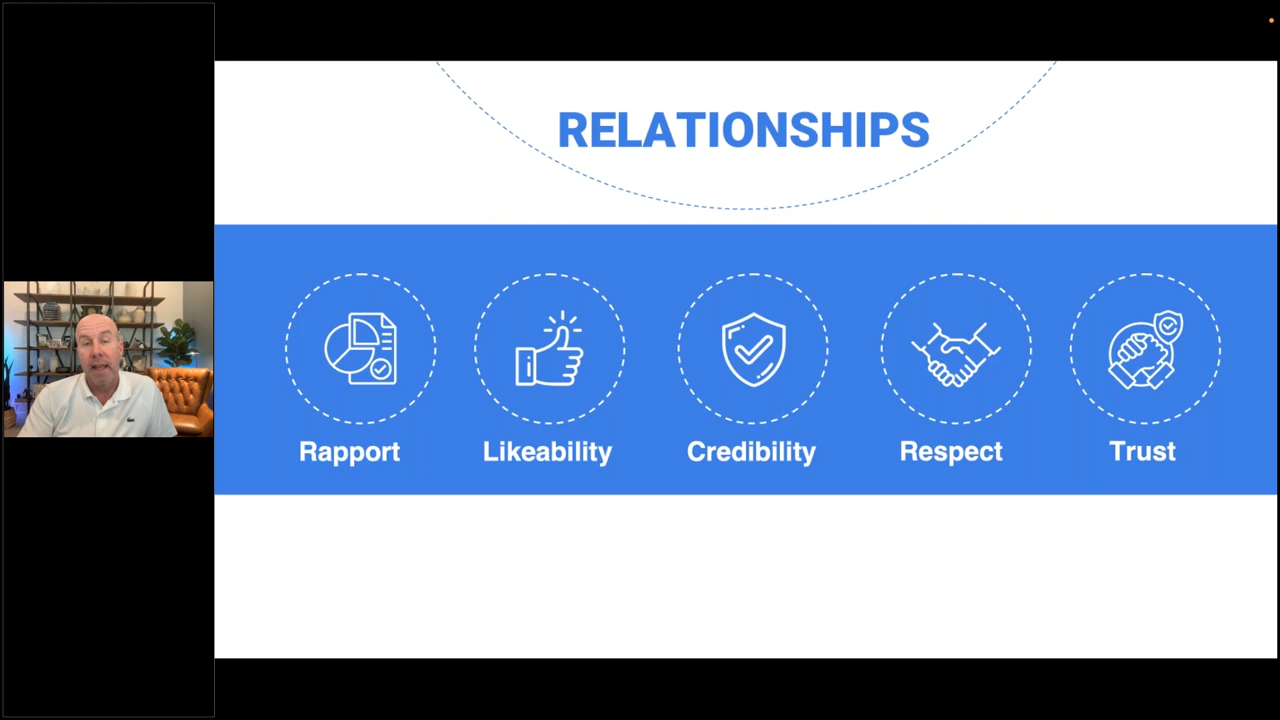 RELATIONSHIPS
Rapport
Likeability
Credibility
Respect
Trust